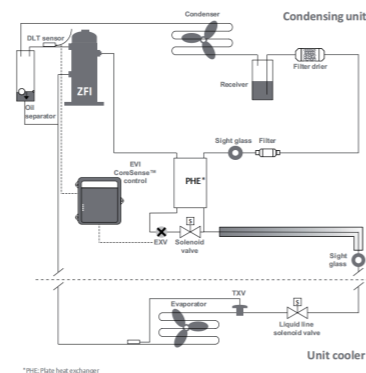 Condenser
Condensing unit
DLT sensor
ZFI
Oil
separator
Receiver
Filter drier
Sight glass
Filter
EVI
CoreSense™
control
PHE*
S
EXV
Solenoid
valve
Sight
glass
Evaporator
TXV
S
Liquid line
solenoid valve
Unit cooler
*PHE: Plate heat exchanger